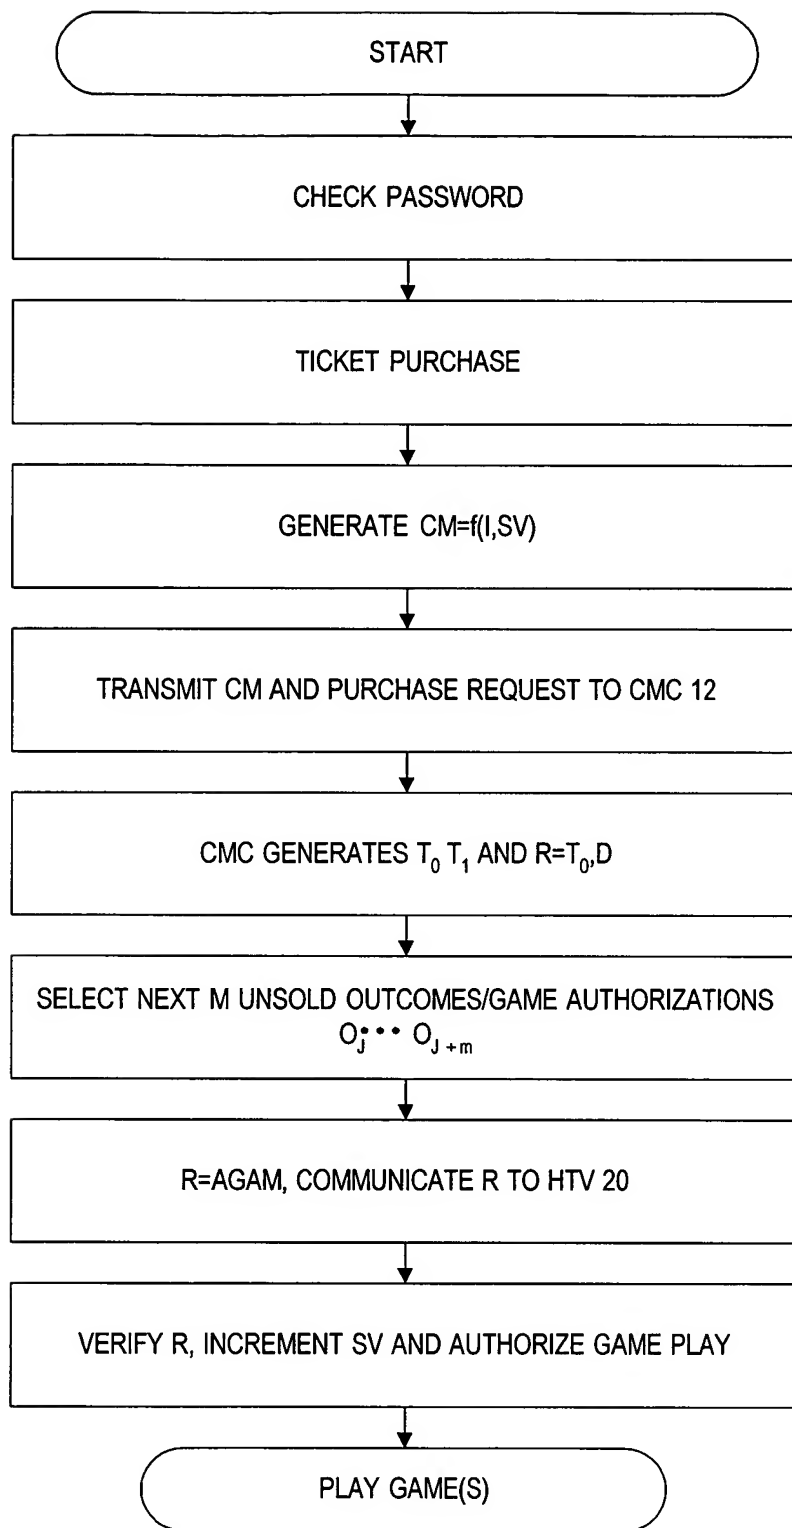 START
CHECK PASSWORD
TICKET PURCHASE
GENERATE CM=f(I,SV)
TRANSMIT CM AND PURCHASE REQUEST TO CMC 12
CMC GENERATES T₀ T₁ AND R=T₀,D
SELECT NEXT M UNSOLD OUTCOMES/GAME AUTHORIZATIONS
O_J••• O_J+m
R=AGAM, COMMUNICATE R TO HTV 20
VERIFY R, INCREMENT SV AND AUTHORIZE GAME PLAY
PLAY GAME(S)